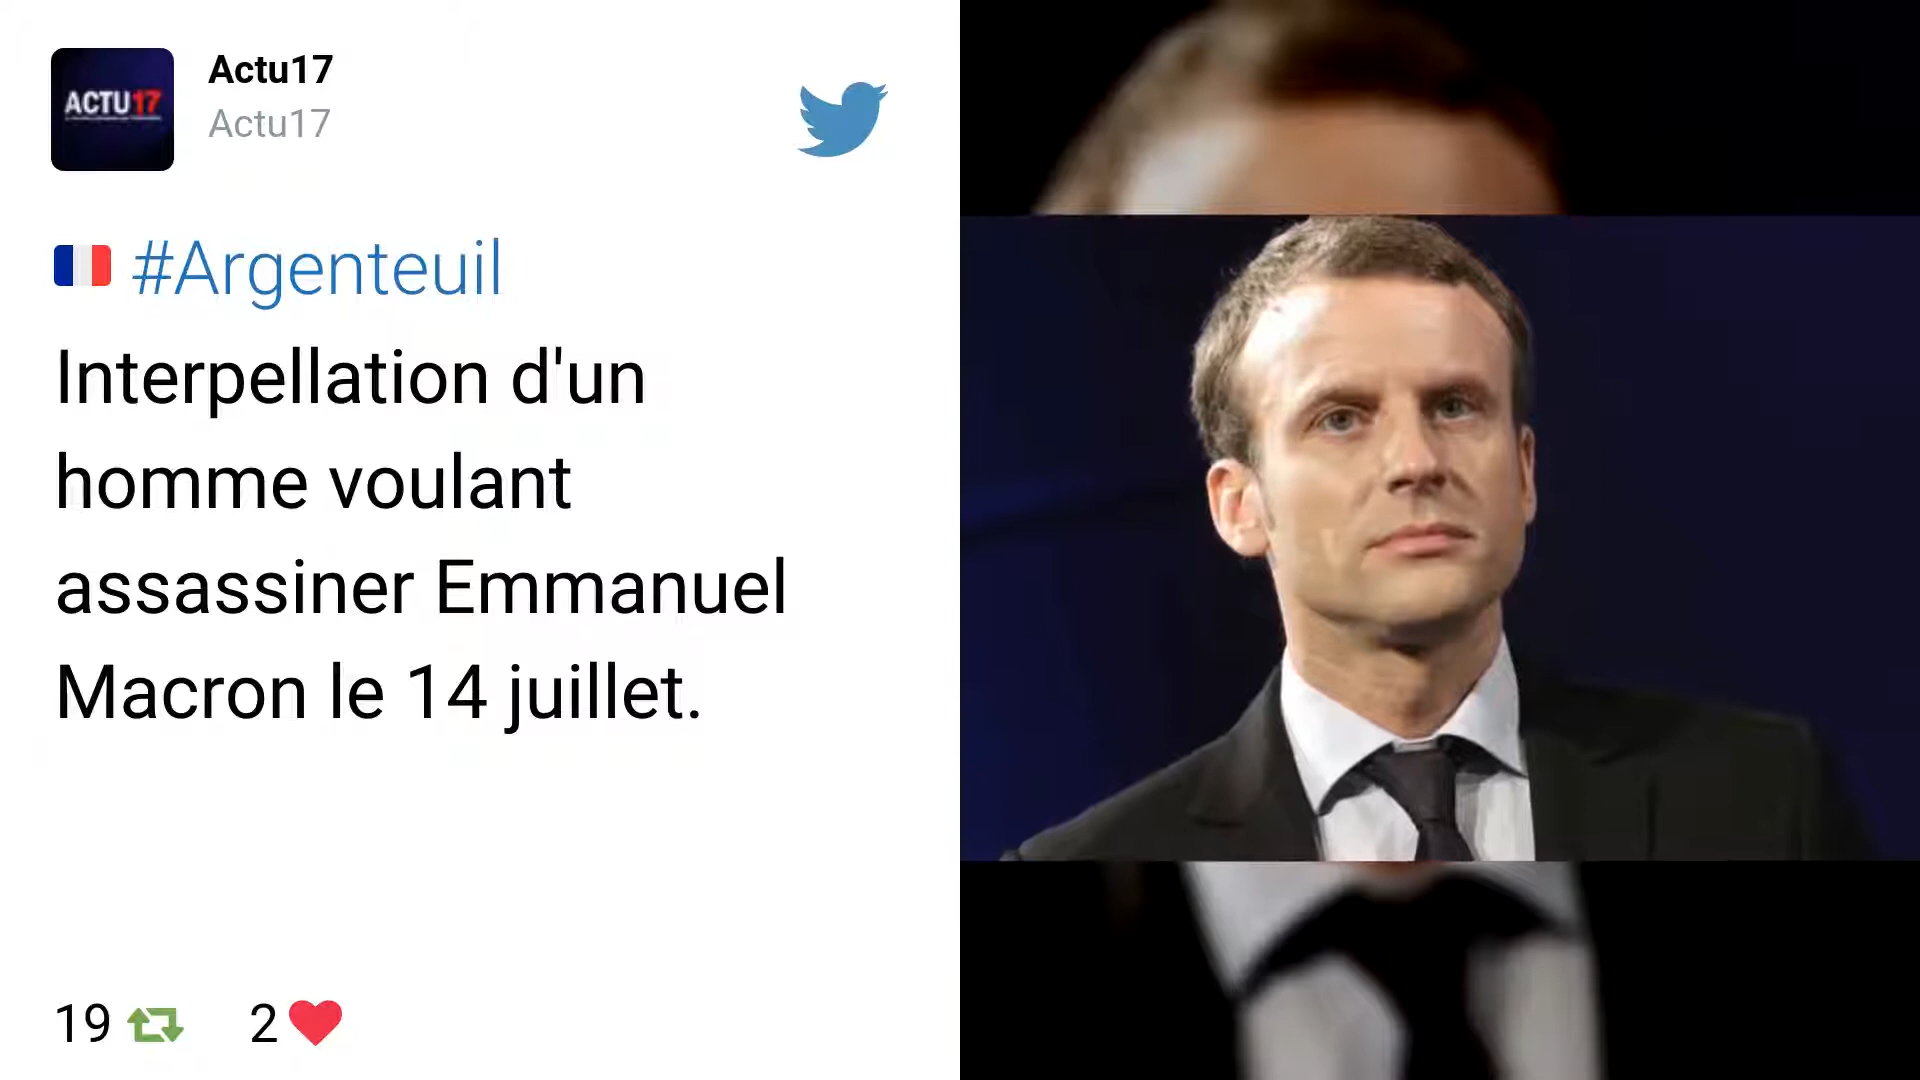 ACTU17
Actu17
Actu17
#Argenteuil
Interpellation d'un
homme voulant
assassiner Emmanuel
Macron le 14 juillet.
19
2